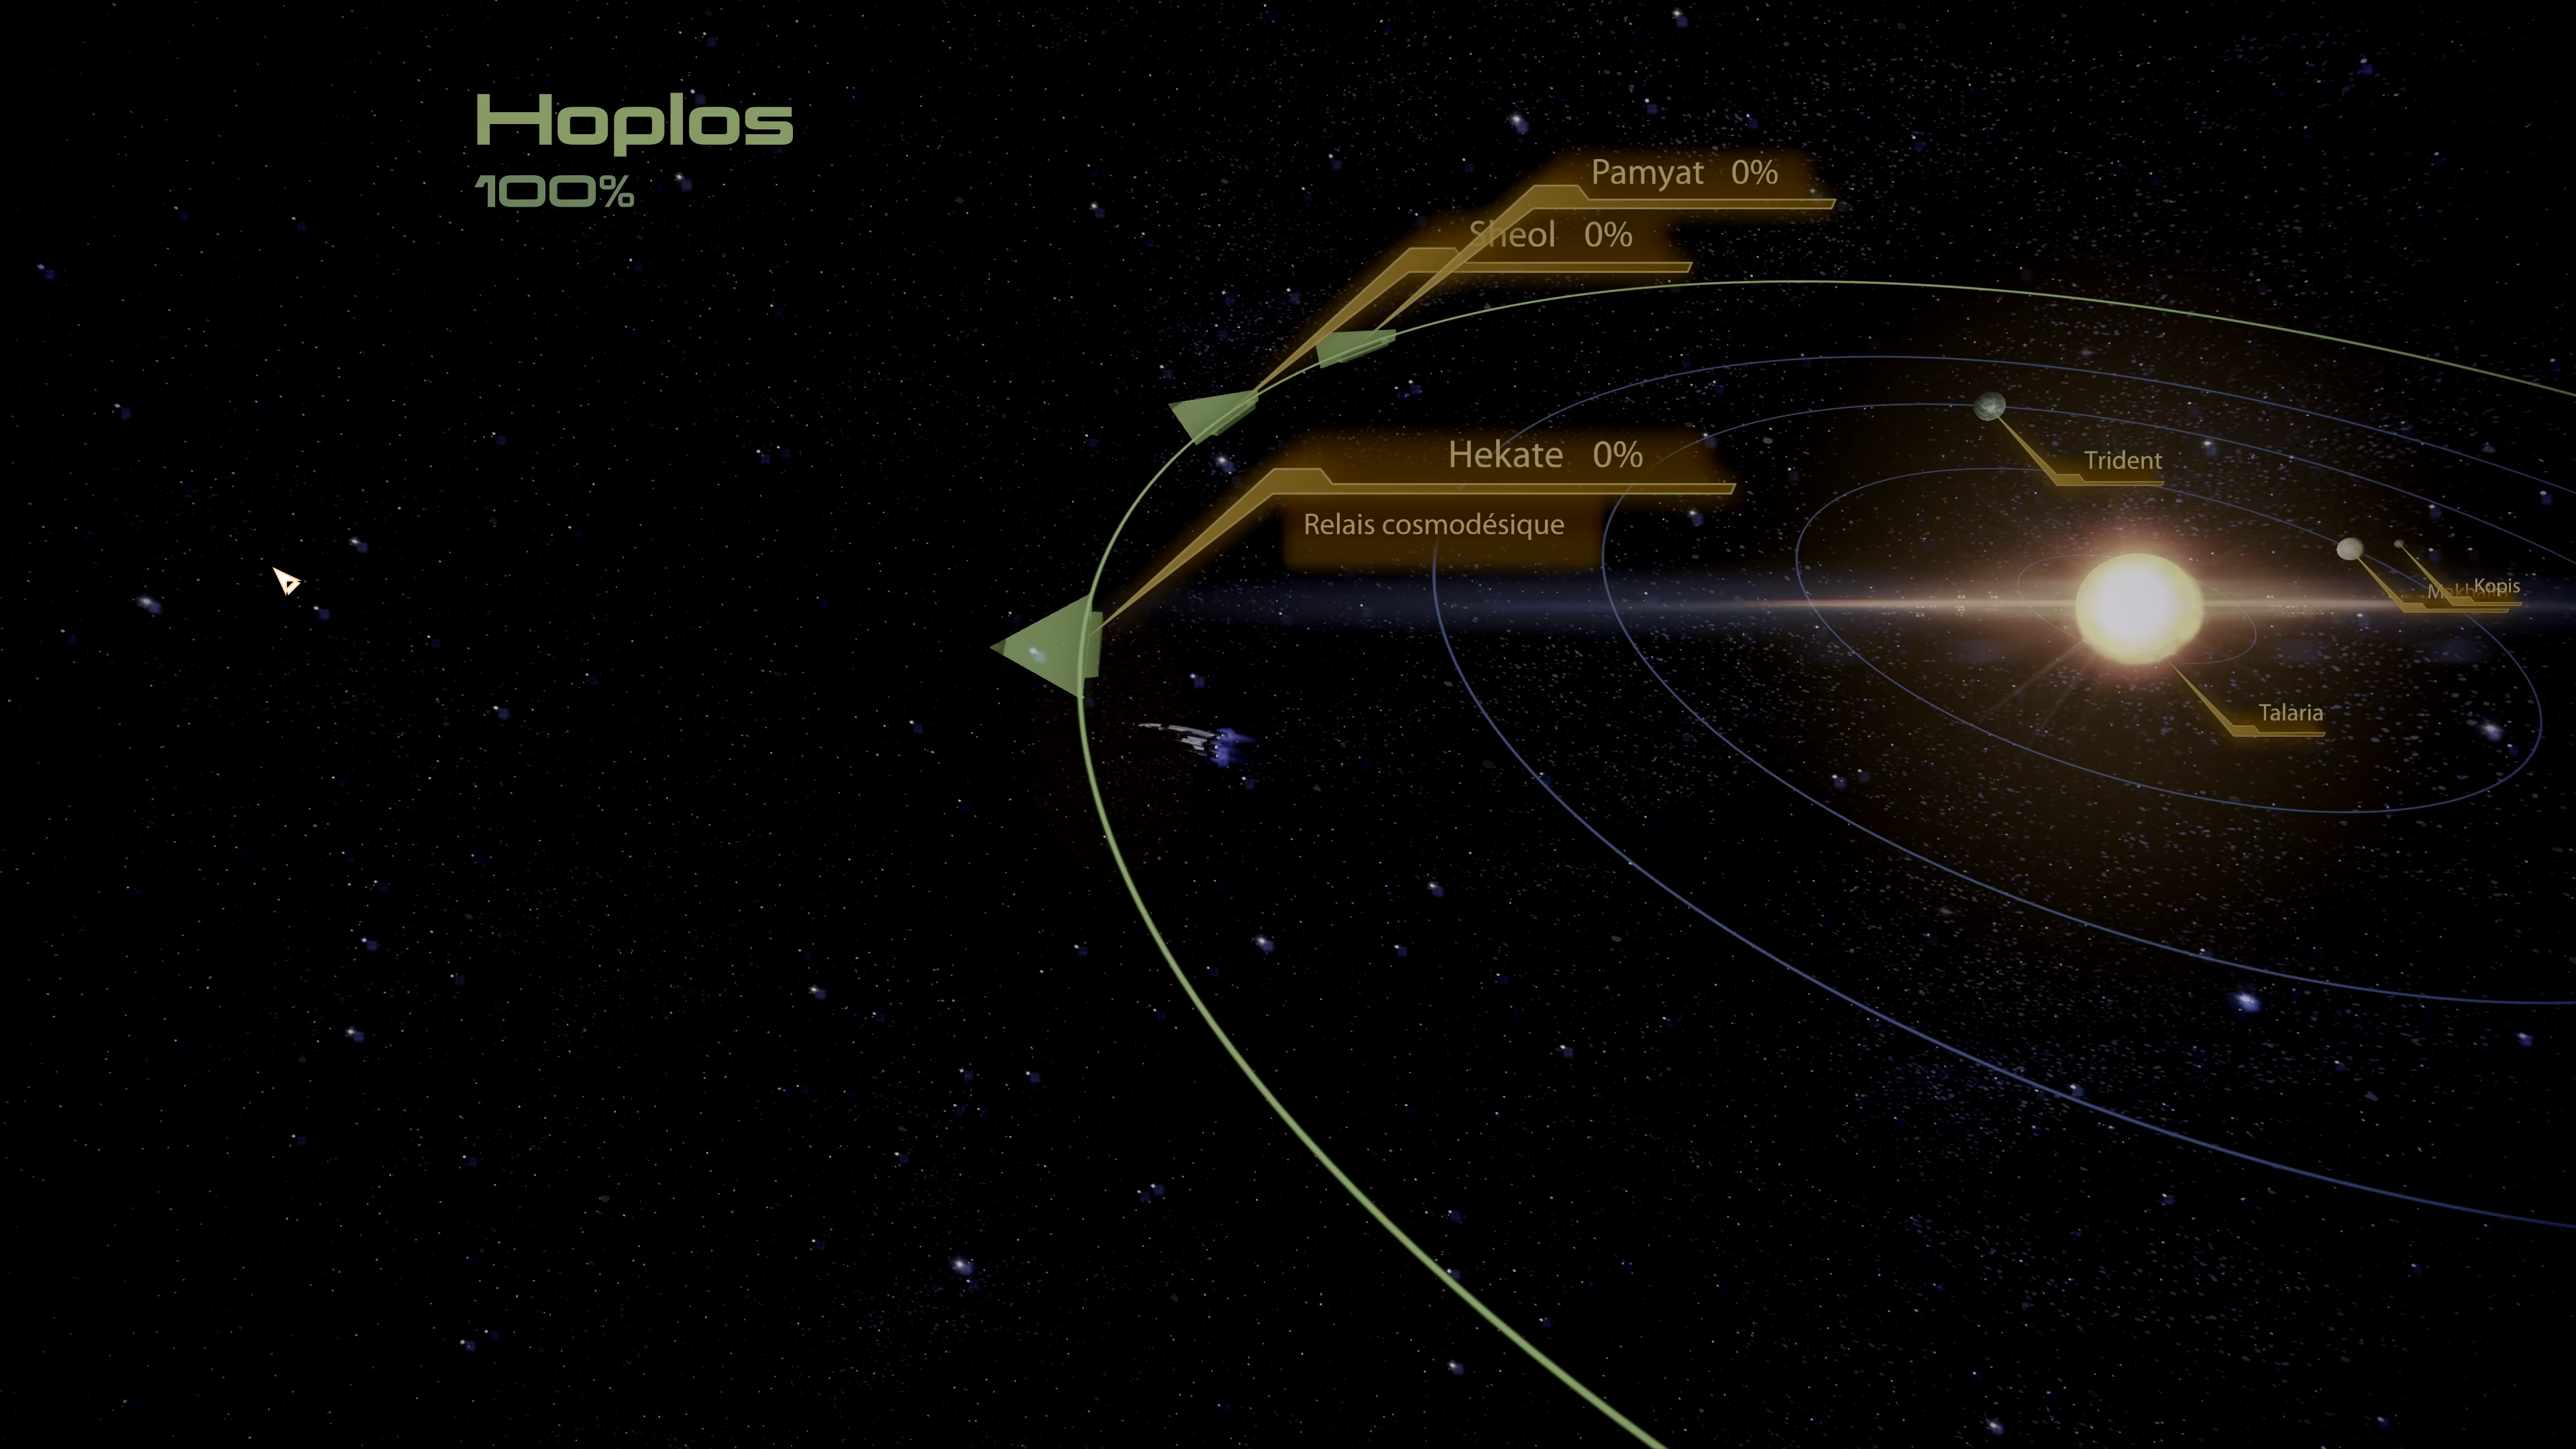 Hoplos
100%
Pamyat 0%
Sheol 0%
Hekate 0%
Relais cosmodésique
Trident
Kopis
Talaria